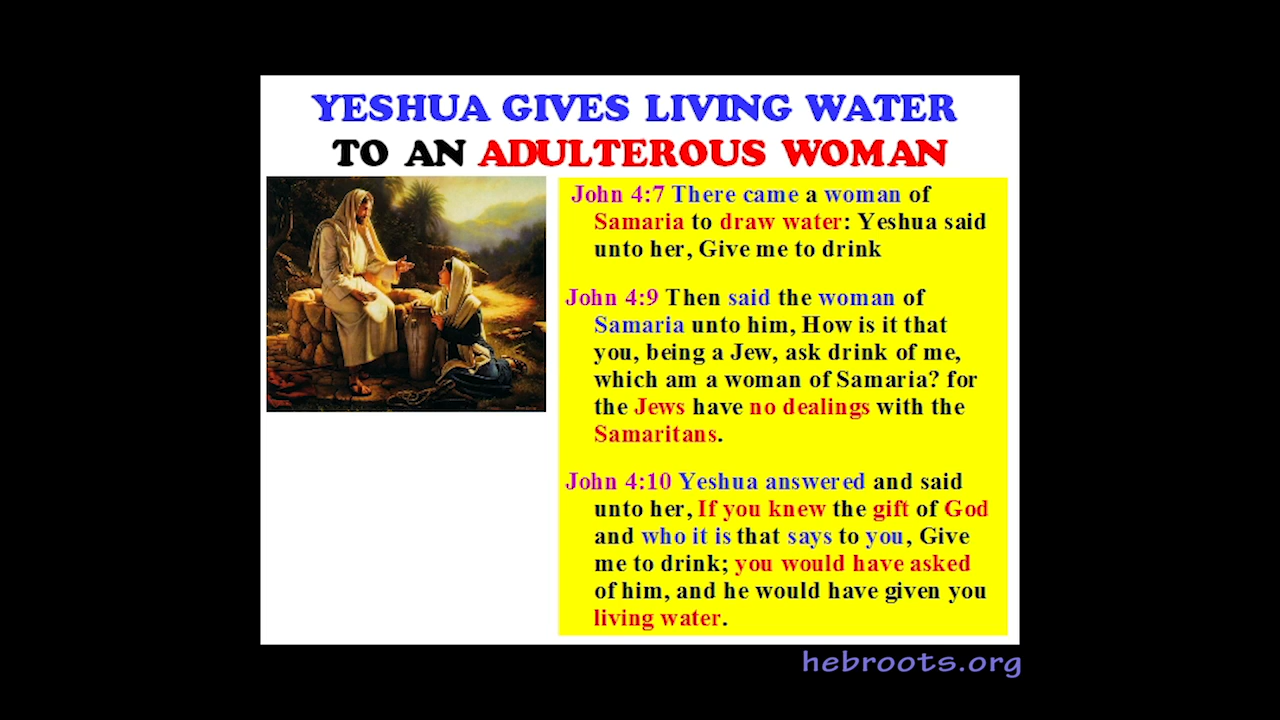 YESHUA GIVES LIVING WATER
TO AN ADULTEROUS WOMAN
John 4:7 There came a woman of
Samaria to draw water: Yeshua said
unto her, Give me to drink
John 4:9 Then said the woman of
Samaria unto him, How is it that
you, being a Jew, ask drink of me,
which am a woman of Samaria? for
the Jews have no dealings with the
Samaritans.
John 4:10 Yeshua answered and said
unto her, If you knew the gift of God
and who it is that says to you, Give
me to drink; you would have asked
of him, and he would have given you
living water.
hebroots.org